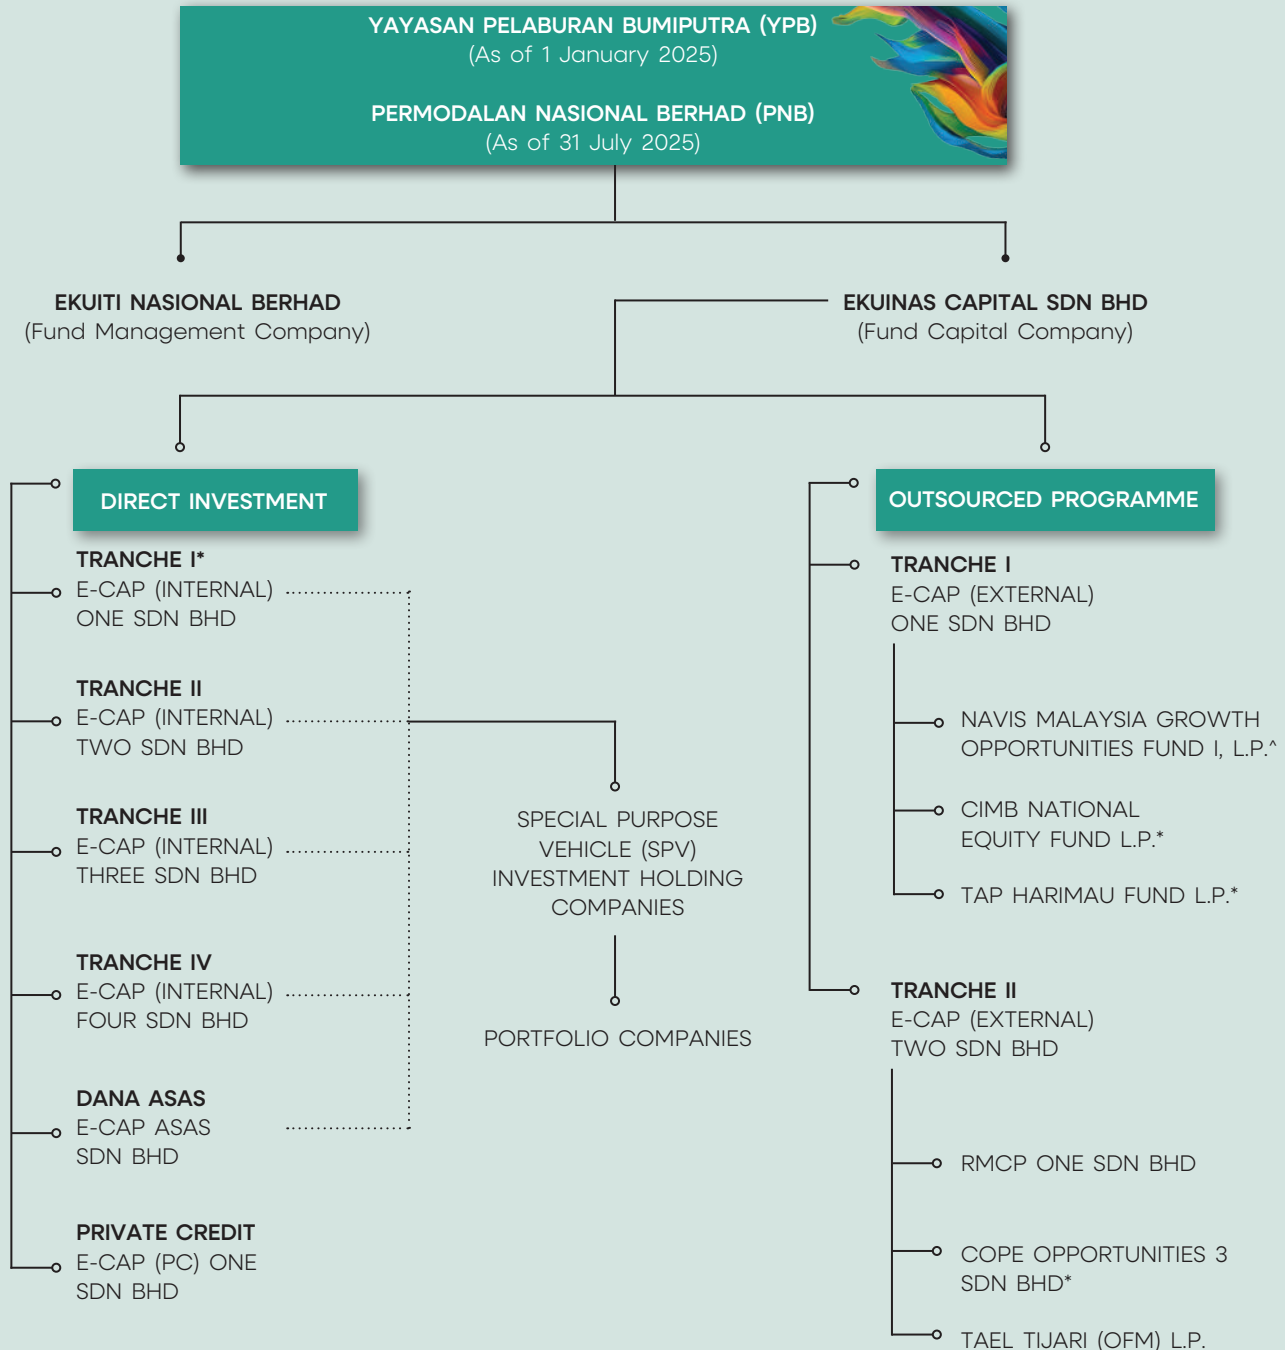 YAYASAN PELABURAN BUMIPUTRA (YPB)
(As of 1 January 2025)
PERMODALAN NASIONAL BERHAD (PNB)
(As of 31 July 2025)
EKUITI NASIONAL BERHAD
(Fund Management Company)
EKUINAS CAPITAL SDN BHD
(Fund Capital Company)
DIRECT INVESTMENT
TRANCHE I*
E-CAP (INTERNAL)
ONE SDN BHD
TRANCHE II
E-CAP (INTERNAL)
TWO SDN BHD
TRANCHE III
E-CAP (INTERNAL)
THREE SDN BHD
TRANCHE IV
E-CAP (INTERNAL)
FOUR SDN BHD
DANA ASAS
E-CAP ASAS
SDN BHD
PRIVATE CREDIT
E-CAP (PC) ONE
SDN BHD
SPECIAL PURPOSE
VEHICLE (SPV)
INVESTMENT HOLDING
COMPANIES
PORTFOLIO COMPANIES
OUTSOURCED PROGRAMME
TRANCHE I
E-CAP (EXTERNAL)
ONE SDN BHD
NAVIS MALAYSIA GROWTH
OPPORTUNITIES FUND I, L.P.^
CIMB NATIONAL
EQUITY FUND L.P.*
TAP HARIMAU FUND L.P.*
TRANCHE II
E-CAP (EXTERNAL)
TWO SDN BHD
RMCP ONE SDN BHD
COPE OPPORTUNITIES 3
SDN BHD*
TAEL TIJARI (OFM) L.P.